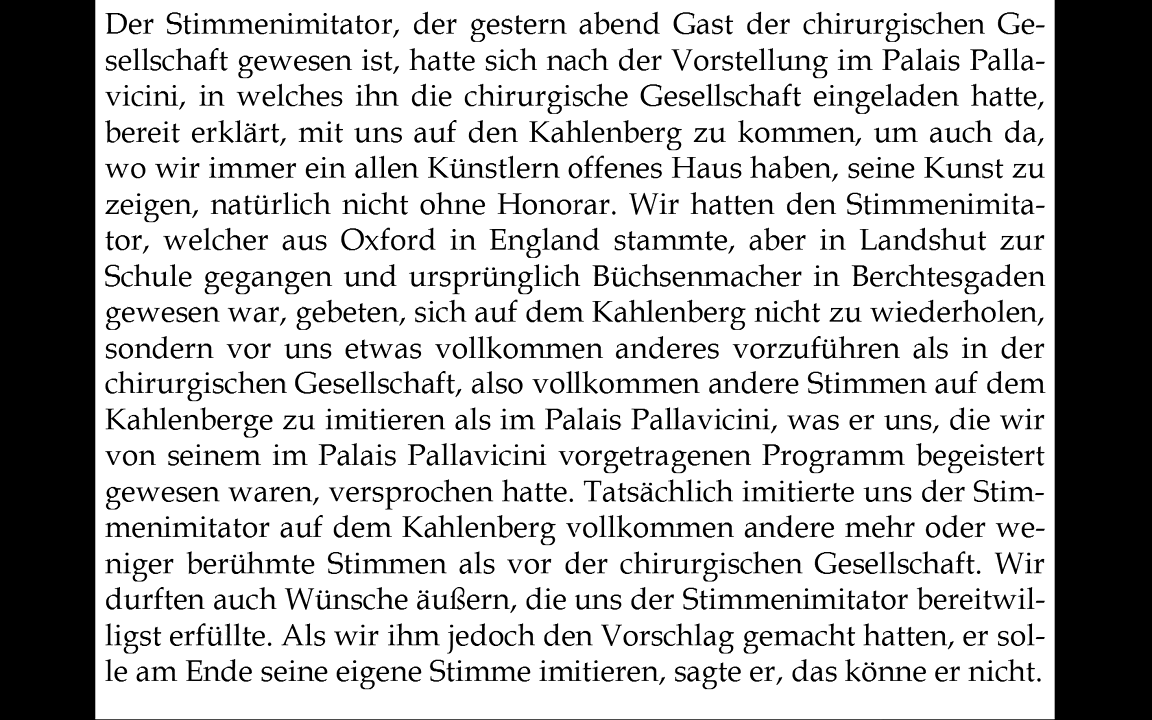 Der Stimmenimitator, der gestern abend Gast der chirurgischen Ge-
sellschaft gewesen ist, hatte sich nach der Vorstellung im Palais Palla-
vicini, in welches ihn die chirurgische Gesellschaft eingeladen hatte,
bereit erklärt, mit uns auf den Kahlenberg zu kommen, um auch da,
wo wir immer ein allen Künstlern offenes Haus haben, seine Kunst zu
zeigen, natürlich nicht ohne Honorar. Wir hatten den Stimmenimita-
tor, welcher aus Oxford in England stammte, aber in Landshut zur
Schule gegangen und ursprünglich Büchsenmacher in Berchtesgaden
gewesen war, gebeten, sich auf dem Kahlenberg nicht zu wiederholen,
sondern vor uns etwas vollkommen anderes vorzuführen als in der
chirurgischen Gesellschaft, also vollkommen andere Stimmen auf dem
Kahlenberge zu imitieren als im Palais Pallavicini, was er uns, die wir
von seinem im Palais Pallavicini vorgetragenen Programm begeistert
gewesen waren, versprochen hatte. Tatsächlich imitierte uns der Stim-
menimitator auf dem Kahlenberg vollkommen andere mehr oder we-
niger berühmte Stimmen als vor der chirurgischen Gesellschaft. Wir
durften auch Wünsche äußern, die uns der Stimmenimitator bereitwil-
ligst erfüllte. Als wir ihm jedoch den Vorschlag gemacht hatten, er sol-
le am Ende seine eigene Stimme imitieren, sagte er, das könne er nicht.